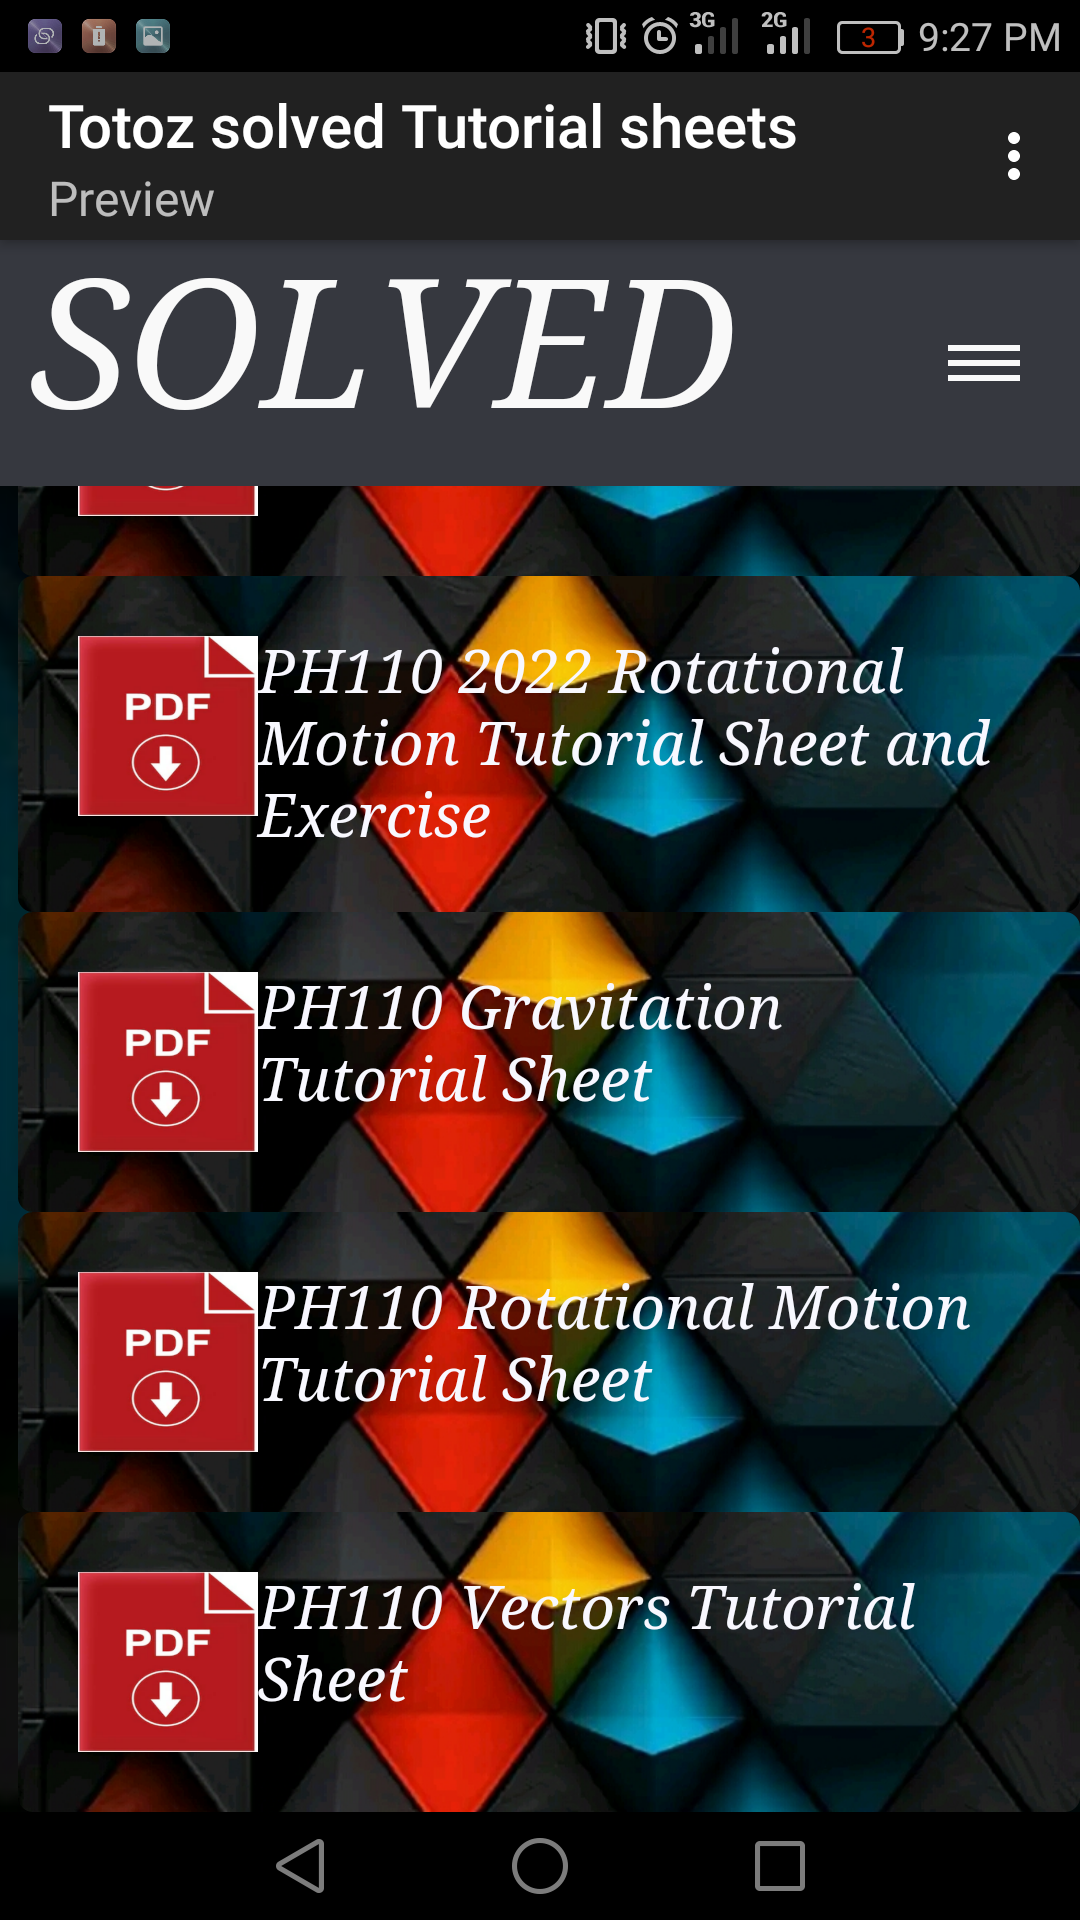 3G 2G 3 9:27 PM
Totoz solved Tutorial sheets
Preview
SOLVED
PDF
PH110 2022 Rotational
Motion Tutorial Sheet and
Exercise
PDF
PH110 Gravitation
Tutorial Sheet
PDF
PH110 Rotational Motion
Tutorial Sheet
PDF
PH110 Vectors Tutorial
Sheet